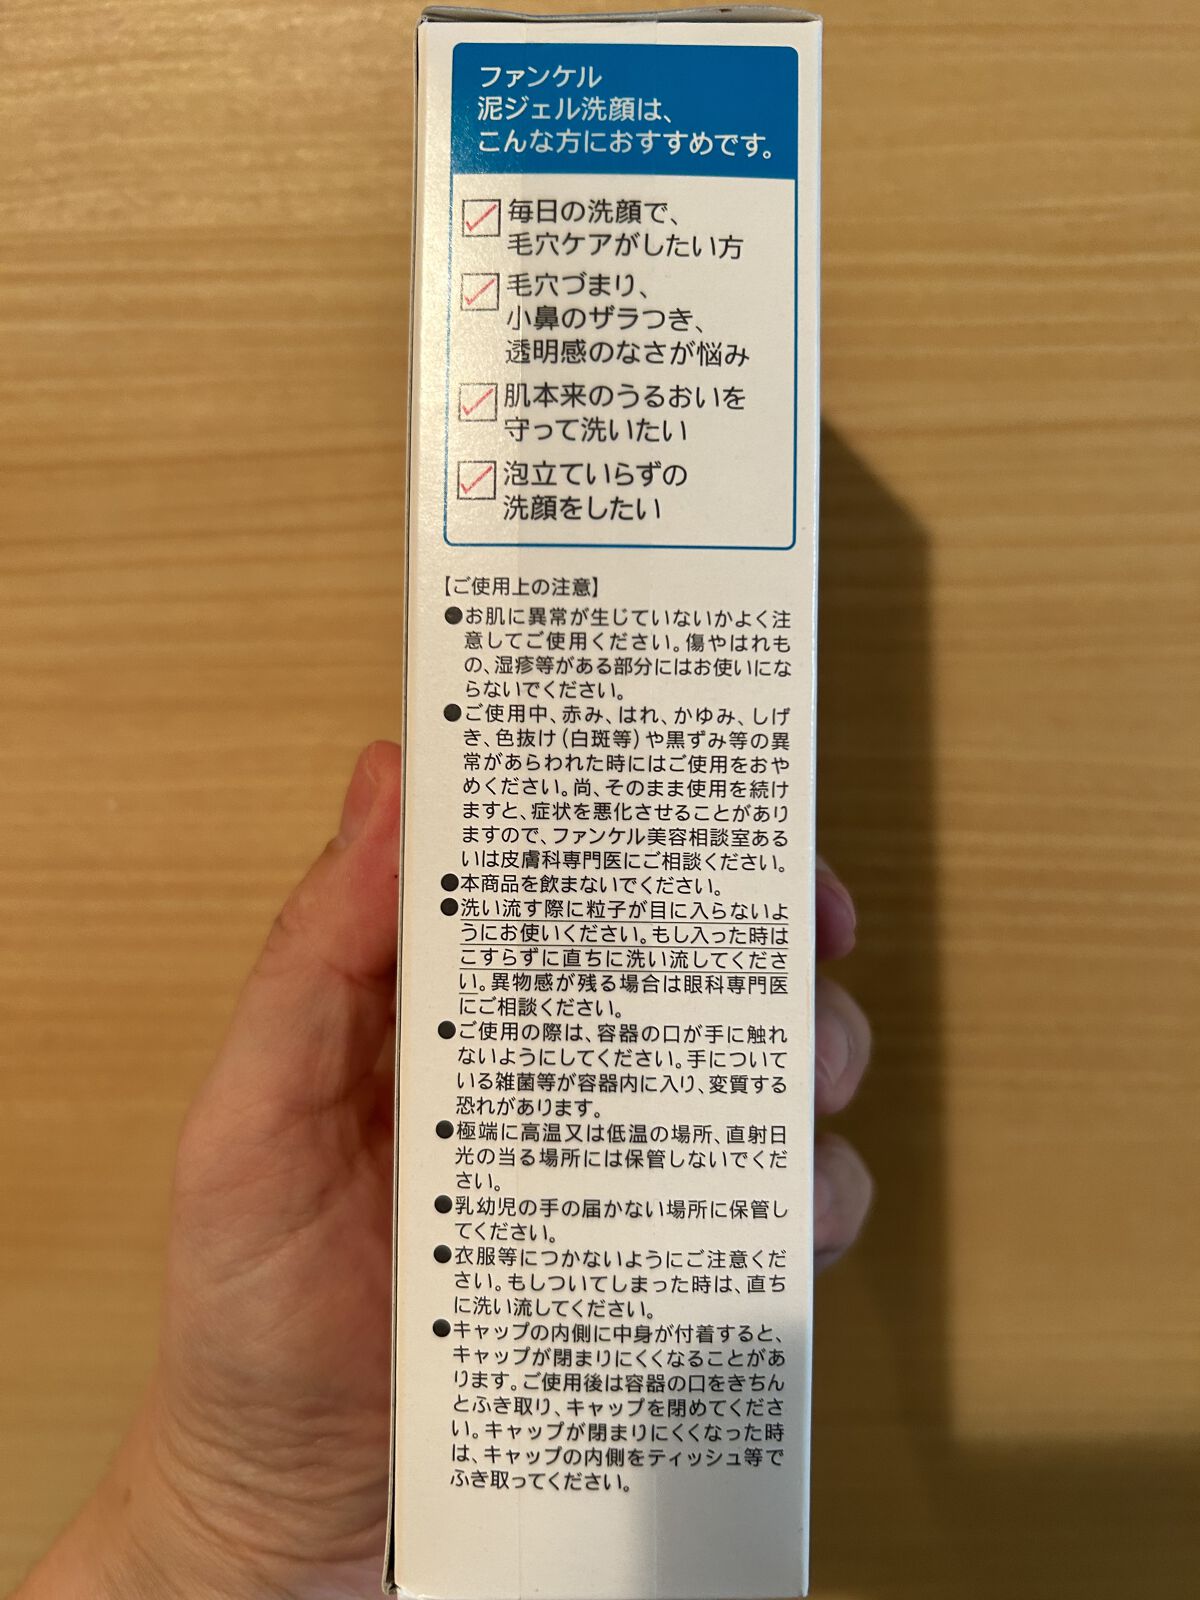 ファンケル
泥ジェル洗顔は、
こんな方におすすめです。
毎日の洗顔で、
毛穴ケアがしたい方
毛穴づまり、
小鼻のザラつき、
透明感のなさが悩み
肌本来のうるおいを
守って洗いたい
泡立ていらずの
洗顔をしたい
【ご使用上の注意】
●お肌に異常が生じていないかよく注
意してご使用ください。傷やはれも
の、湿疹等がある部分にはお使いにな
らないでください。
●ご使用中、赤み、はれ、かゆみ、しげ
き、色抜け(白斑等)や黒ずみ等の異
常があらわれた時にはご使用をおや
めください。尚、そのまま使用を続け
ますと、症状を悪化させることがあり
ますので、ファンケル美容相談室ある
いは皮膚科専門医にご相談ください。
●本商品を飲まないでください。
●洗い流す際に粒子が目に入らないよ
うにお使いください。もし入った時は
こすらずに直ちに洗い流してくださ
い。異物感が残る場合は眼科専門医
にご相談ください。
●ご使用の際は、容器の口が手に触れ
ないようにしてください。手について
いる雑菌等が容器内に入り、変質する
恐れがあります。
●極端に高温又は低温の場所、直射日
光の当る場所には保管しないでくだ
さい。
●乳幼児の手の届かない場所に保管し
てください。
●衣服等につかないようにご注意くだ
さい。もしついてしまった時は、直ち
に洗い流してください。
●キャップの内側に中身が付着すると、
キャップが閉まりにくくなることがあ
ります。ご使用後は容器の口をきちん
とふき取り、キャップを閉めてくださ
い。キャップが閉まりにくくなった時
は、キャップの内側をティッシュ等で
ふき取ってください。